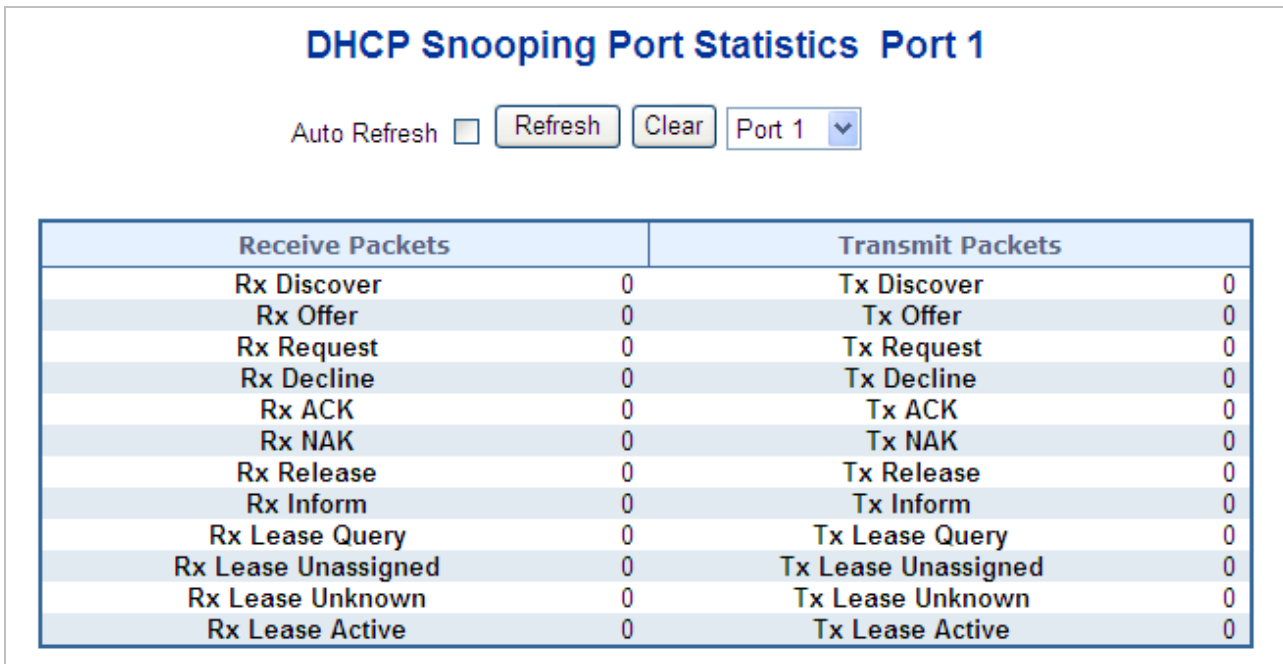 DHCP Snooping Port Statistics Port 1
Auto Refresh Refresh Clear Port 1
Receive Packets Transmit Packets
Rx Discover 0 Tx Discover 0
Rx Offer 0 Tx Offer 0
Rx Request 0 Tx Request 0
Rx Decline 0 Tx Decline 0
Rx ACK 0 Tx ACK 0
Rx NAK 0 Tx NAK 0
Rx Release 0 Tx Release 0
Rx Inform 0 Tx Inform 0
Rx Lease Query 0 Tx Lease Query 0
Rx Lease Unassigned 0 Tx Lease Unassigned 0
Rx Lease Unknown 0 Tx Lease Unknown 0
Rx Lease Active 0 Tx Lease Active 0